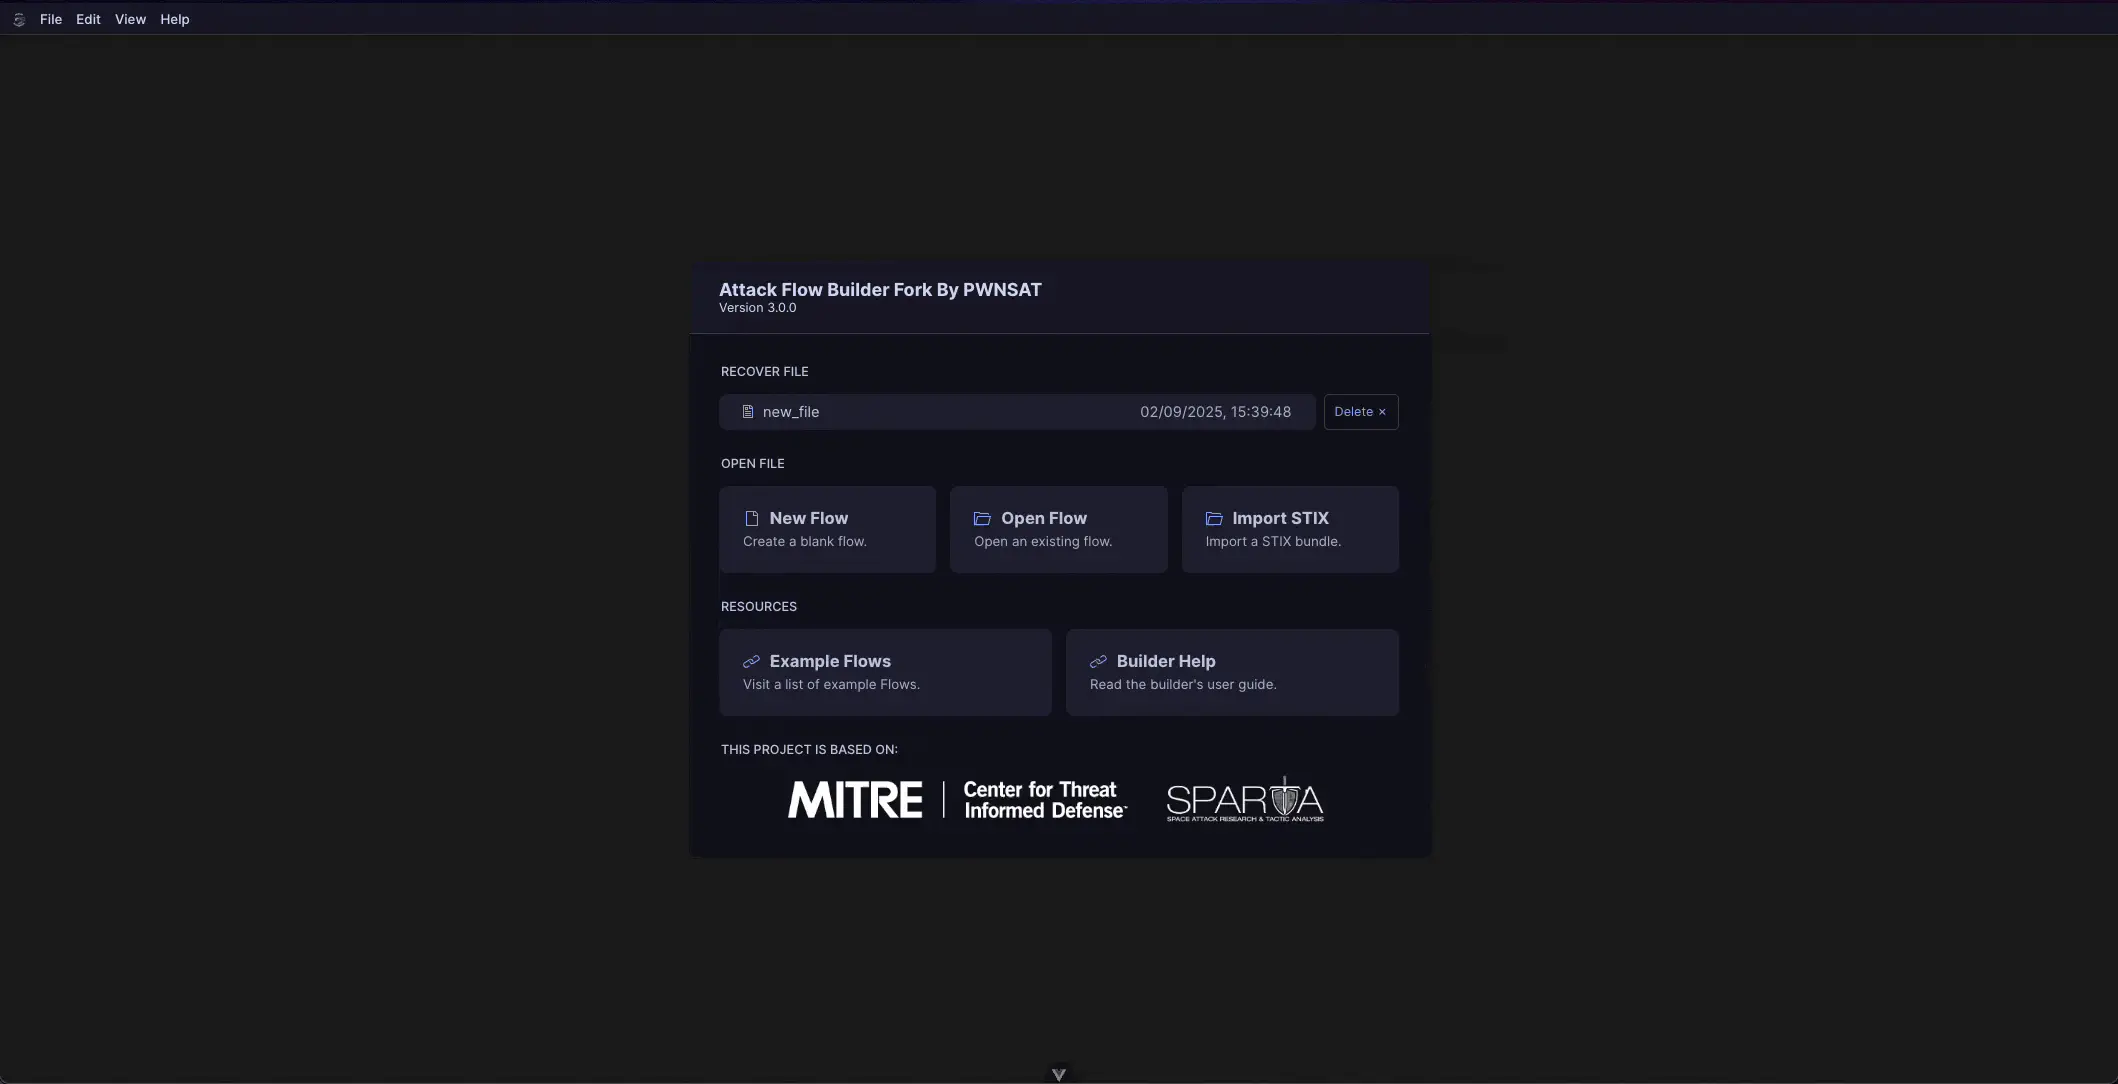 File Edit View Help
Attack Flow Builder Fork By PWNSAT
Version 3.0.0
RECOVER FILE
new_file 02/09/2025, 15:39:48 Delete ×
OPEN FILE
New Flow Open Flow Import STIX
Create a blank flow. Open an existing flow. Import a STIX bundle.
RESOURCES
Example Flows Builder Help
Visit a list of example Flows. Read the builder's user guide.
THIS PROJECT IS BASED ON:
MITRE | Center for Threat
Informed Defense™
SPARTA
SPACE ATTACK RESEARCH & TACTIC ANALYSIS